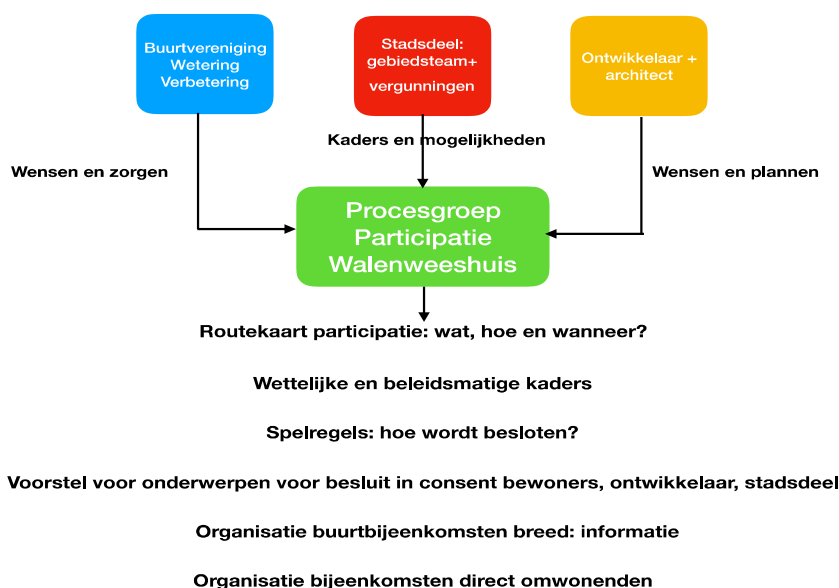 Buurtvereniging
Wetering
Verbetering
Stadsdeel:
gebiedsteam+
vergunningen
Ontwikkelaar +
architect
Kaders en mogelijkheden
Wensen en zorgen
Wensen en plannen
Procesgroep
Participatie
Walenweeshuis
Routekaart participatie: wat, hoe en wanneer?
Wettelijke en beleidsmatige kaders
Spelregels: hoe wordt besloten?
Voorstel voor onderwerpen voor besluit in consent bewoners, ontwikkelaar, stadsdeel
Organisatie buurtbijeenkomsten breed: informatie
Organisatie bijeenkomsten direct omwonenden